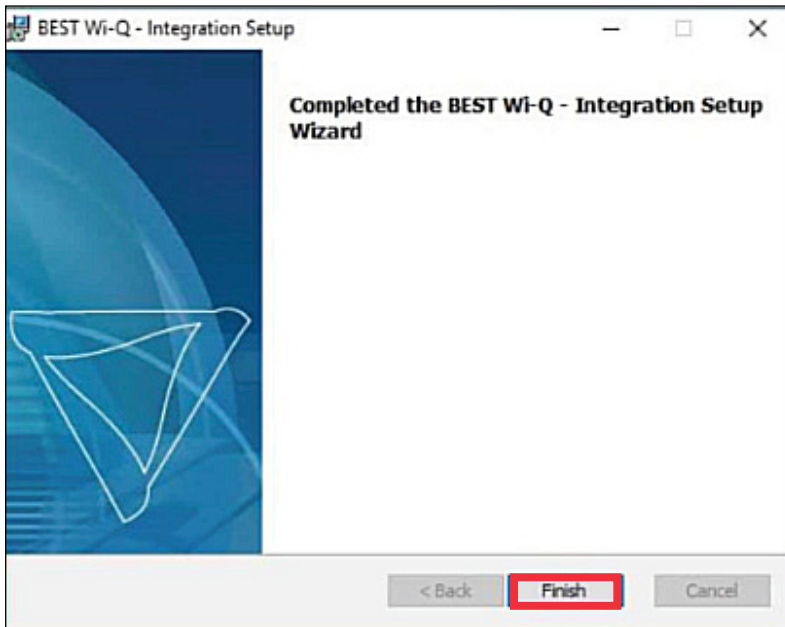 BEST Wi-Q - Integration Setup
Completed the BEST Wi-Q - Integration Setup
Wizard
< Back
Finish
Cancel